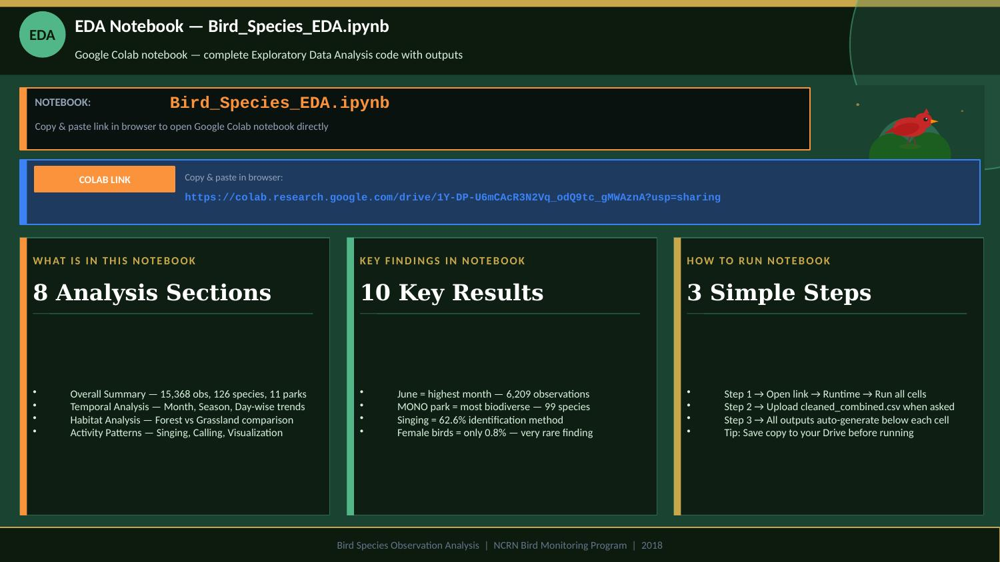 EDA
EDA Notebook — Bird_Species_EDA.ipynb
Google Colab notebook — complete Exploratory Data Analysis code with outputs
NOTEBOOK:
Bird_Species_EDA.ipynb
Copy & paste link in browser to open Google Colab notebook directly
COLAB LINK
Copy & paste in browser:
https://colab.research.google.com/drive/1Y-DP-U6mCAcR3N2Vq_odQ9tc_gMWAznA?usp=sharing
WHAT IS IN THIS NOTEBOOK
8 Analysis Sections
• Overall Summary — 15,368 obs, 126 species, 11 parks
• Temporal Analysis — Month, Season, Day-wise trends
• Habitat Analysis — Forest vs Grassland comparison
• Activity Patterns — Singing, Calling, Visualization
KEY FINDINGS IN NOTEBOOK
10 Key Results
• June = highest month — 6,209 observations
• MONO park = most biodiverse — 99 species
• Singing = 62.6% identification method
• Female birds = only 0.8% — very rare finding
HOW TO RUN NOTEBOOK
3 Simple Steps
• Step 1 → Open link → Runtime → Run all cells
• Step 2 → Upload cleaned_combined.csv when asked
• Step 3 → All outputs auto-generate below each cell
• Tip: Save copy to your Drive before running
Bird Species Observation Analysis | NCRN Bird Monitoring Program | 2018